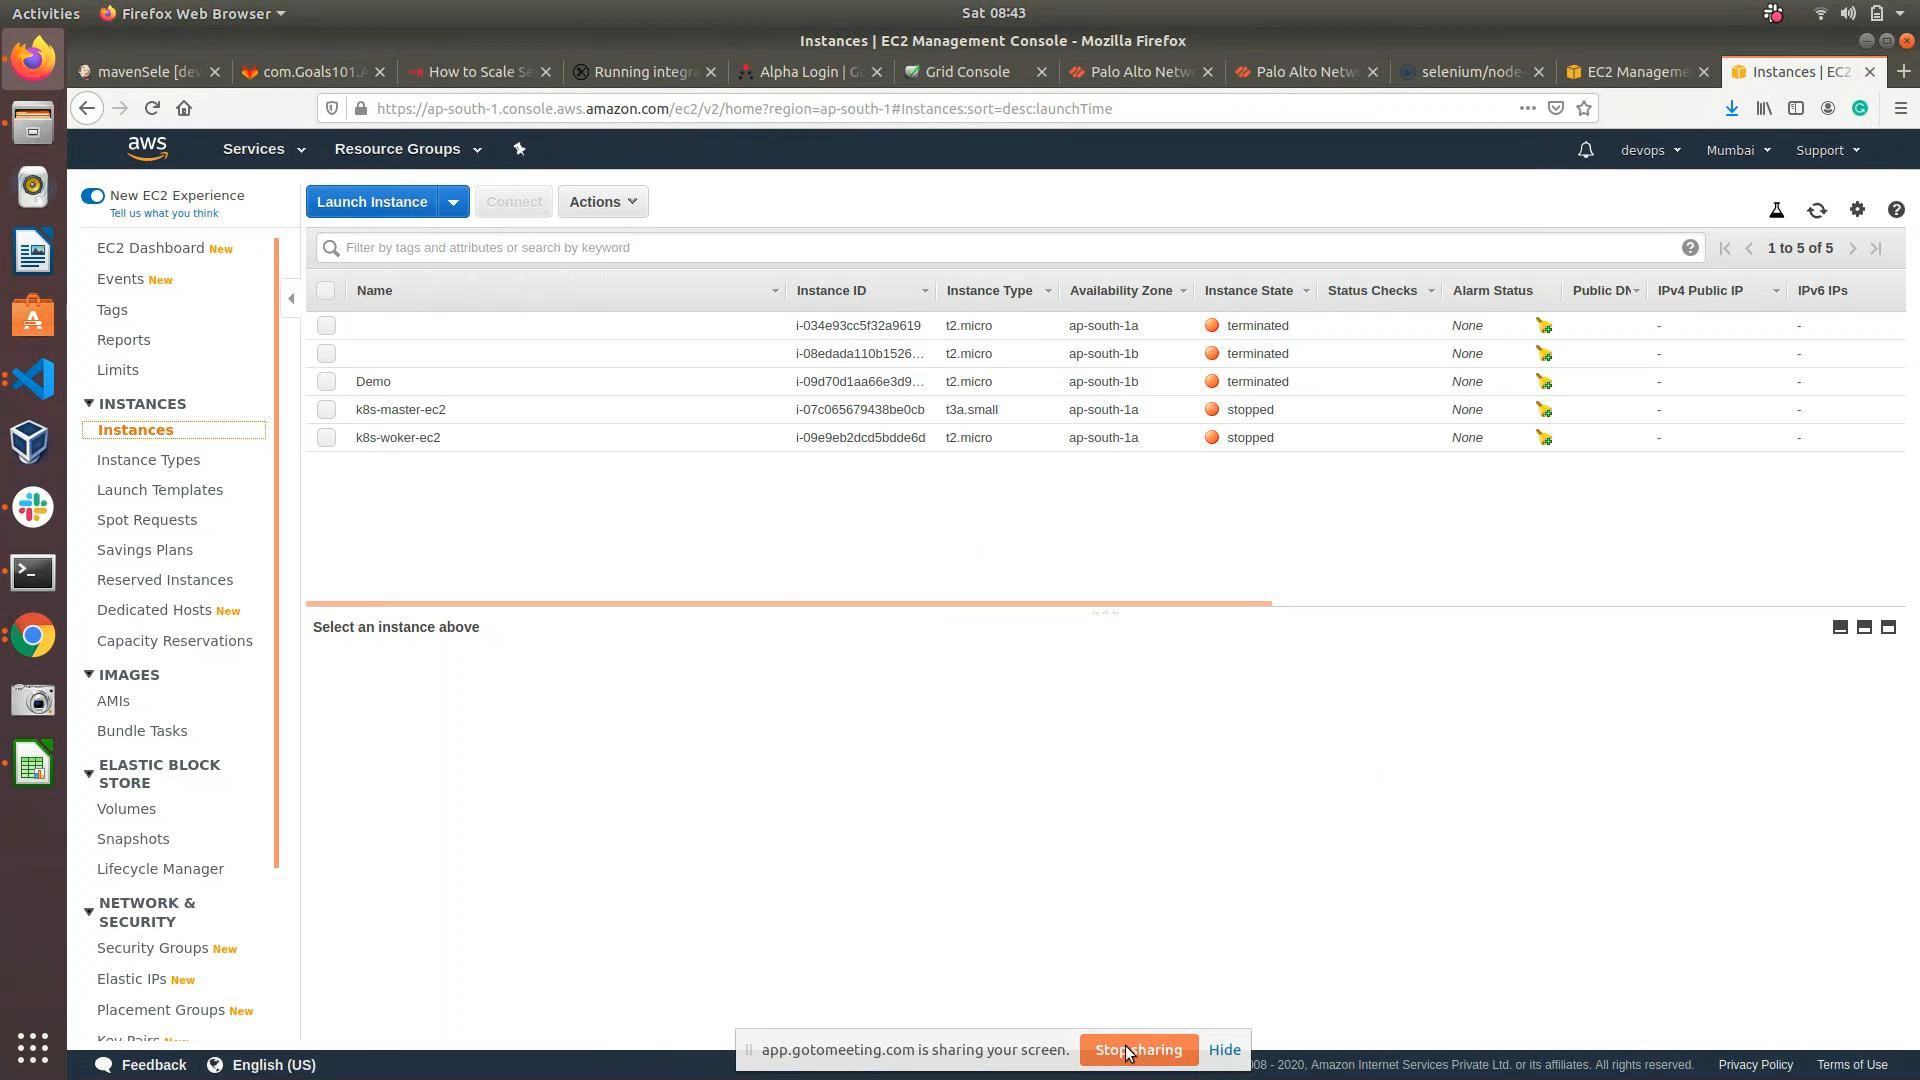 Activities Firefox Web Browser Sat 08:43
Instances | EC2 Management Console - Mozilla Firefox
mavenSele [dev com.Goals101.A How to Scale Se Running integra Alpha Login | Go Grid Console Palo Alto Netw Palo Alto Netw selenium/node- EC2 Manageme Instances | EC2
https://ap-south-1.console.aws.amazon.com/ec2/v2/home?region=ap-south-1#Instances:sort=desc:launchTime
aws Services Resource Groups devops Mumbai Support
New EC2 Experience
Tell us what you think
Launch Instance Connect Actions
Filter by tags and attributes or search by keyword 1 to 5 of 5
Name Instance ID Instance Type Availability Zone Instance State Status Checks Alarm Status Public DN IPv4 Public IP IPv6 IPs
i-034e93cc5f32a9619 t2.micro ap-south-1a terminated None - -
i-08edada110b1526... t2.micro ap-south-1b terminated None - -
Demo i-09d70d1aa66e3d9... t2.micro ap-south-1b terminated None - -
k8s-master-ec2 i-07c065679438be0cb t3a.small ap-south-1a stopped None - -
k8s-woker-ec2 i-09e9eb2dcd5bdde6d t2.micro ap-south-1a stopped None - -
Select an instance above
EC2 Dashboard New
Events New
Tags
Reports
Limits
INSTANCES
Instances
Instance Types
Launch Templates
Spot Requests
Savings Plans
Reserved Instances
Dedicated Hosts New
Capacity Reservations
IMAGES
AMIs
Bundle Tasks
ELASTIC BLOCK
STORE
Volumes
Snapshots
Lifecycle Manager
NETWORK &
SECURITY
Security Groups New
Elastic IPs New
Placement Groups New
Key Pairs New
app.gotomeeting.com is sharing your screen. Stop sharing Hide
Feedback English (US) 08 - 2020, Amazon Internet Services Private Ltd. or its affiliates. All rights reserved. Privacy Policy Terms of Use